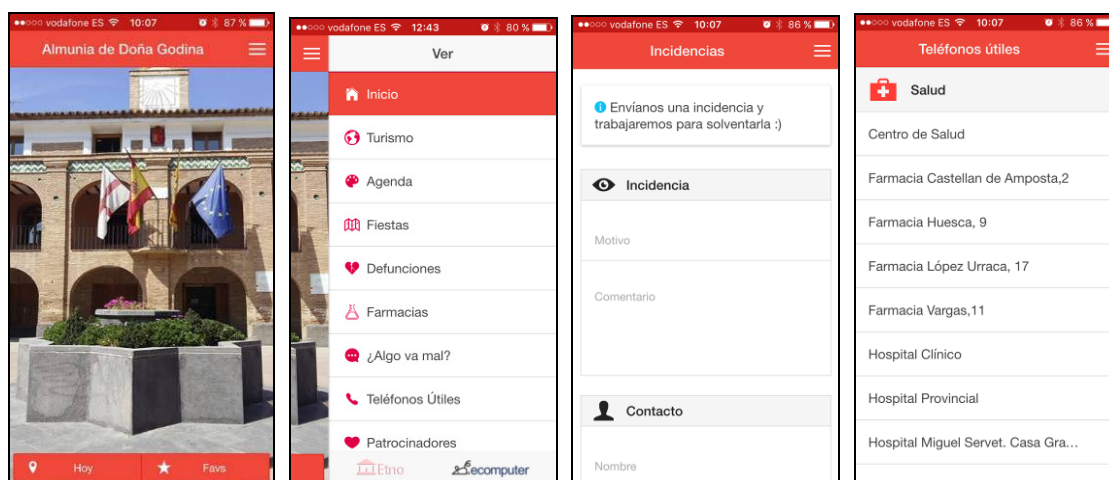 vodafone ES 10:07 87 %
Almunia de Doña Godina
Hoy
Favs
vodafone ES 12:43 80 %
Ver
Inicio
Turismo
Agenda
Fiestas
Defunciones
Farmacias
¿Algo va mal?
Teléfonos Útiles
Patrocinadores
Etno
ecomputer
vodafone ES 10:07 86 %
Incidencias
Envíanos una incidencia y
trabajaremos para solventarla :)
Incidencia
Motivo
Comentario
Contacto
Nombre
vodafone ES 10:07 86 %
Teléfonos útiles
Salud
Centro de Salud
Farmacia Castellan de Amposta,2
Farmacia Huesca, 9
Farmacia López Urraca, 17
Farmacia Vargas,11
Hospital Clínico
Hospital Provincial
Hospital Miguel Servet. Casa Gra...